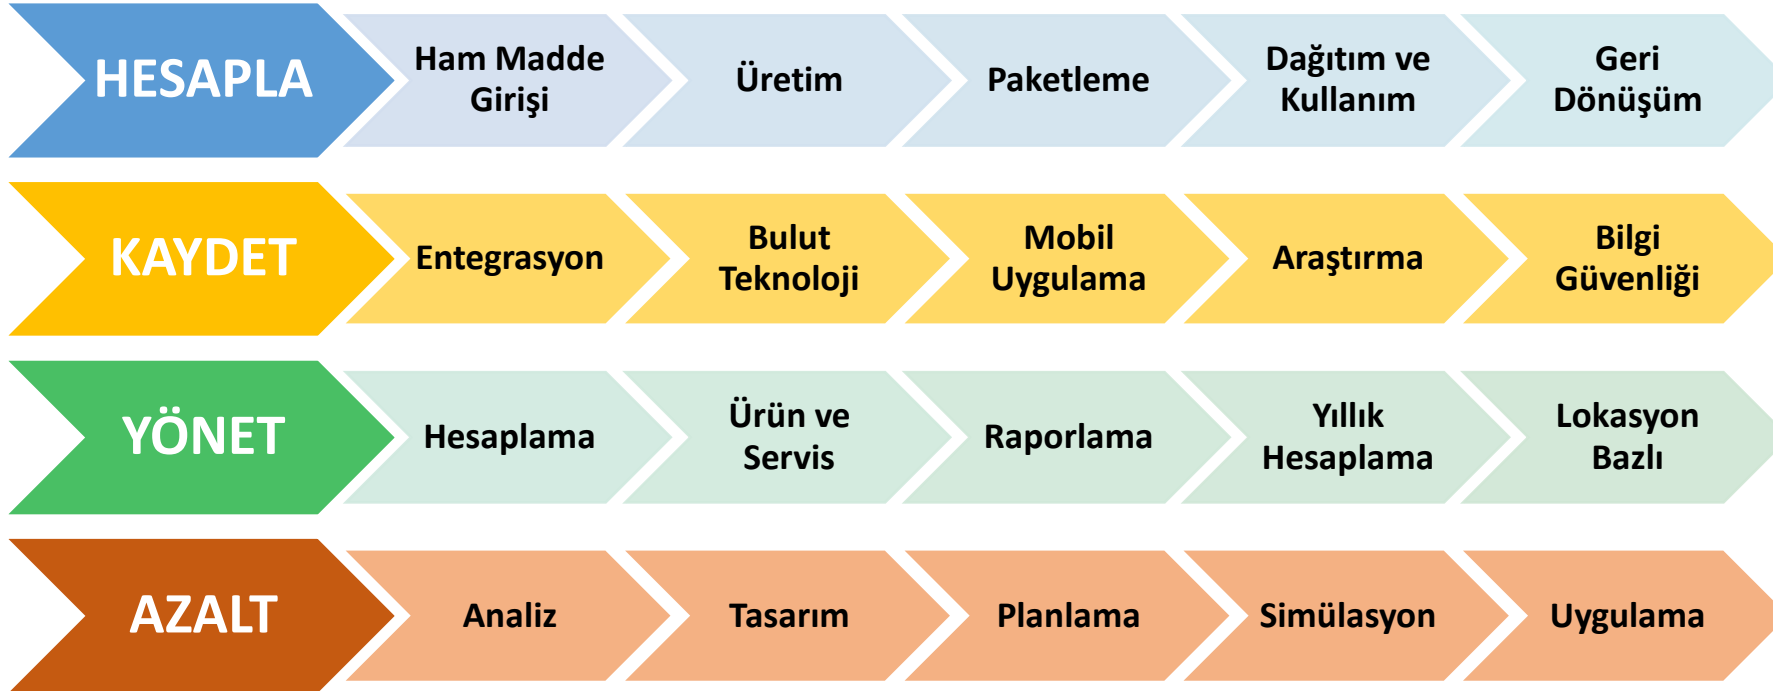 HESAPLA
Ham Madde
Girişi
Üretim
Paketleme
Dağıtım ve
Kullanım
Geri
Dönüşüm
KAYDET
Entegrasyon
Bulut
Teknoloji
Mobil
Uygulama
Araştırma
Bilgi
Güvenliği
YÖNET
Hesaplama
Ürün ve
Servis
Raporlama
Yıllık
Hesaplama
Lokasyon
Bazlı
AZALT
Analiz
Tasarım
Planlama
Simülasyon
Uygulama